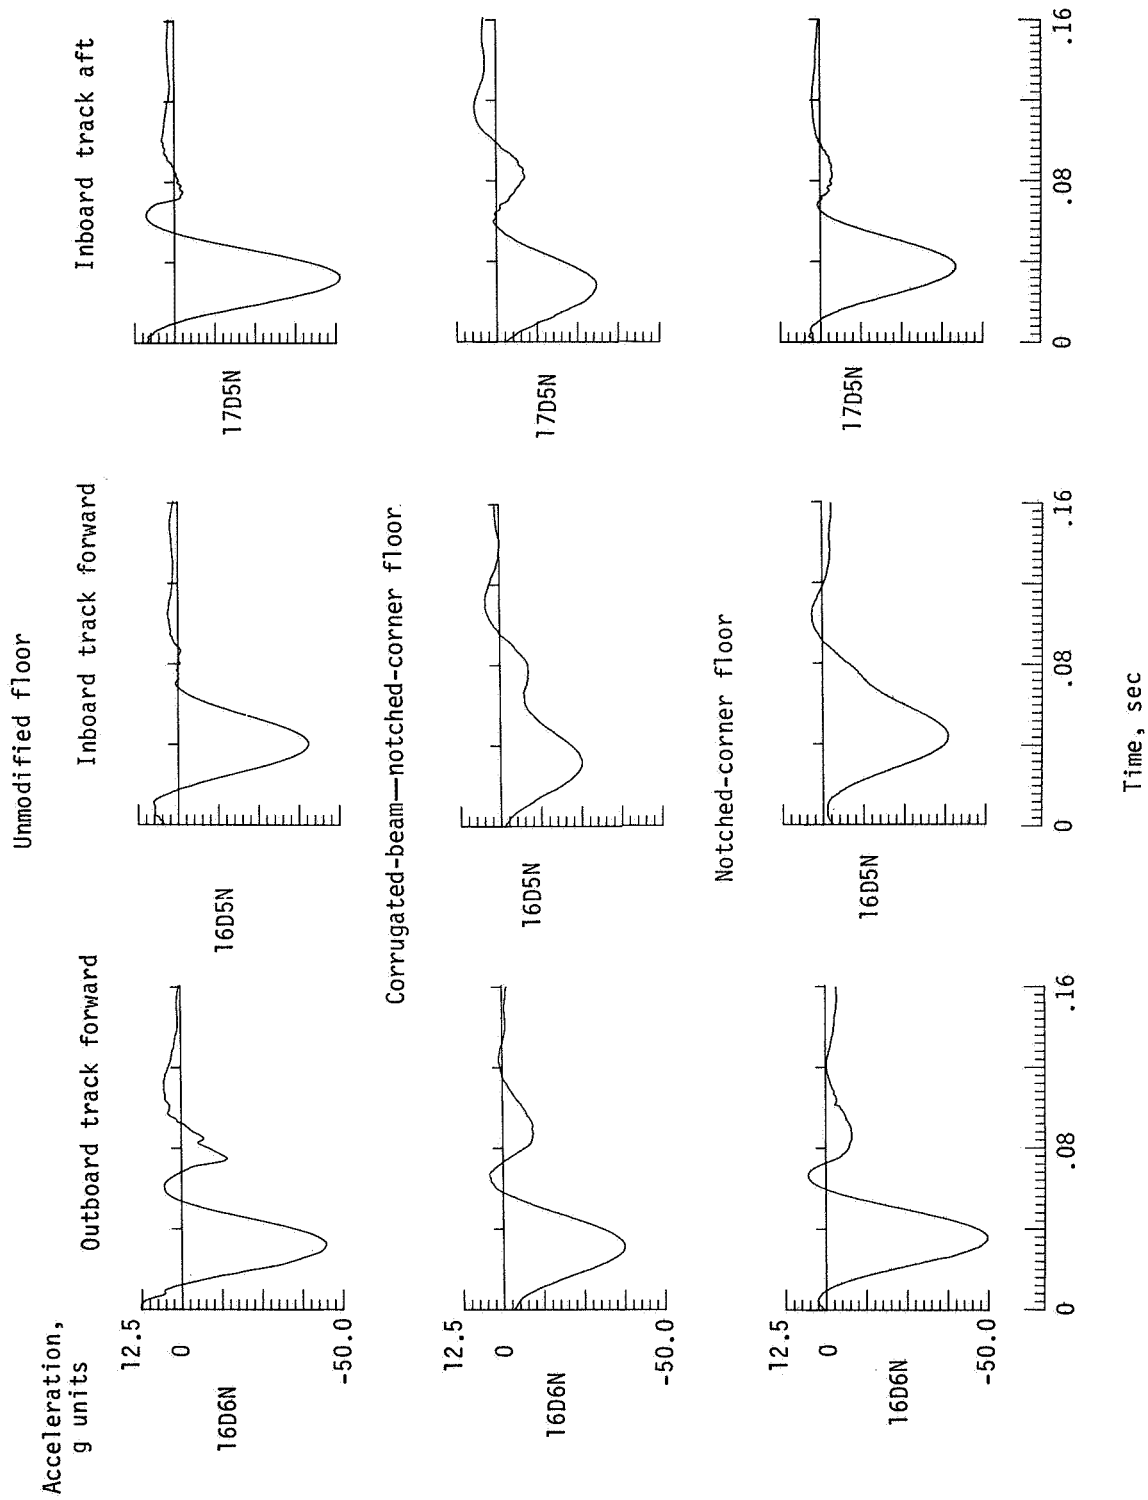 Unmodified floor
Acceleration,
g units
Outboard track forward
Inboard track forward
Inboard track aft
12.5
0
-50.0
16D6N
16D5N
17D5N
Corrugated-beam—notched-corner floor
12.5
0
-50.0
16D6N
16D5N
17D5N
Notched-corner floor
12.5
0
-50.0
16D6N
16D5N
17D5N
0 .08 .16
0 .08 .16
0 .08 .16
Time, sec